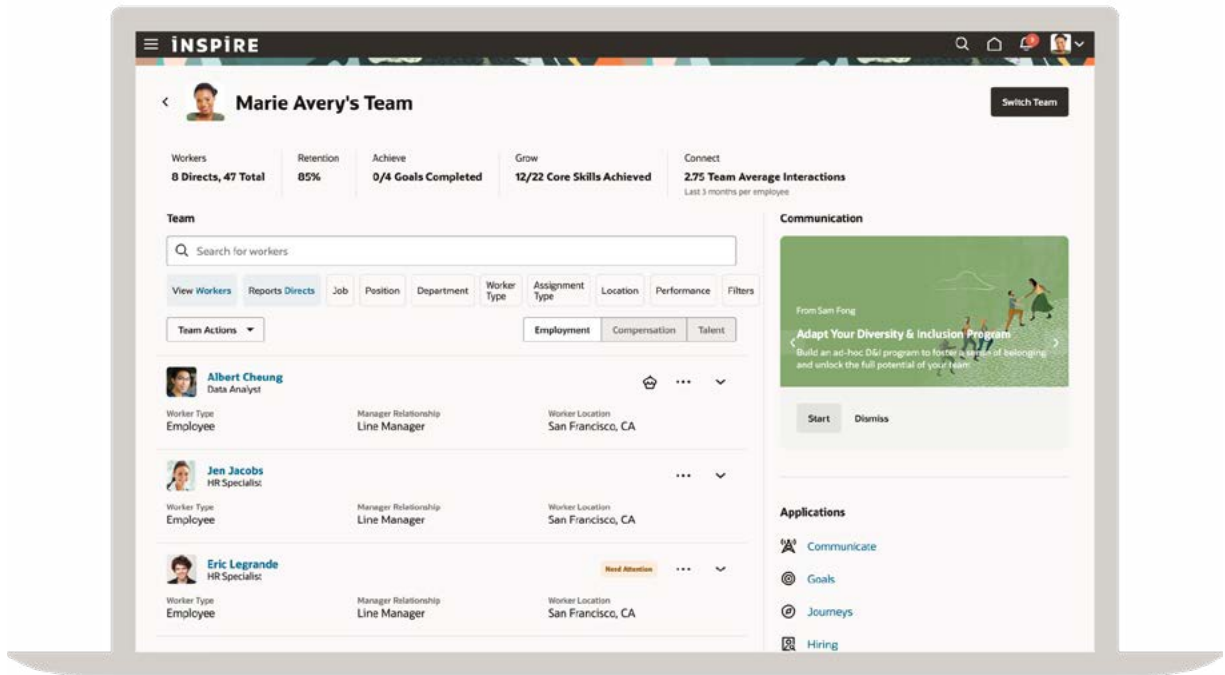 iNSPiRE
Marie Avery's Team
Switch Team
Workers
8 Directs, 47 Total
Retention
85%
Achieve
0/4 Goals Completed
Grow
12/22 Core Skills Achieved
Connect
2.75 Team Average Interactions
Last 3 months per employee
Team
Search for workers
View Workers
Reports Directs
Job
Position
Department
Worker
Type
Assignment
Type
Location
Performance
Filters
Team Actions
Employment
Compensation
Talent
Albert Cheung
Data Analyst
Worker Type
Employee
Manager Relationship
Line Manager
Worker Location
San Francisco, CA
Jen Jacobs
HR Specialist
Worker Type
Employee
Manager Relationship
Line Manager
Worker Location
San Francisco, CA
Eric Legrande
HR Specialist
Need Attention
Worker Type
Employee
Manager Relationship
Line Manager
Worker Location
San Francisco, CA
Communication
From Sam Fong
Adapt Your Diversity & Inclusion Program
Build an ad-hoc D&I program to foster a sense of belonging
and unlock the full potential of your team
Start
Dismiss
Applications
Communicate
Goals
Journeys
Hiring